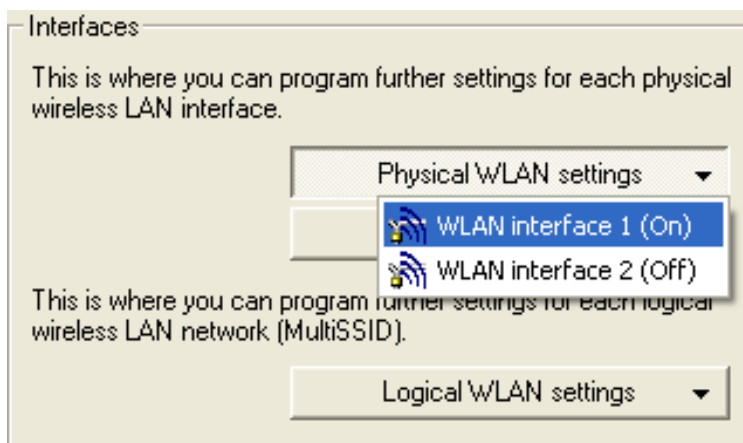 Interfaces
This is where you can program further settings for each physical
wireless LAN interface.
Physical WLAN settings
WLAN interface 1 (On)
WLAN interface 2 (Off)
This is where you can program further settings for each logical
wireless LAN network (MultiSSID).
Logical WLAN settings